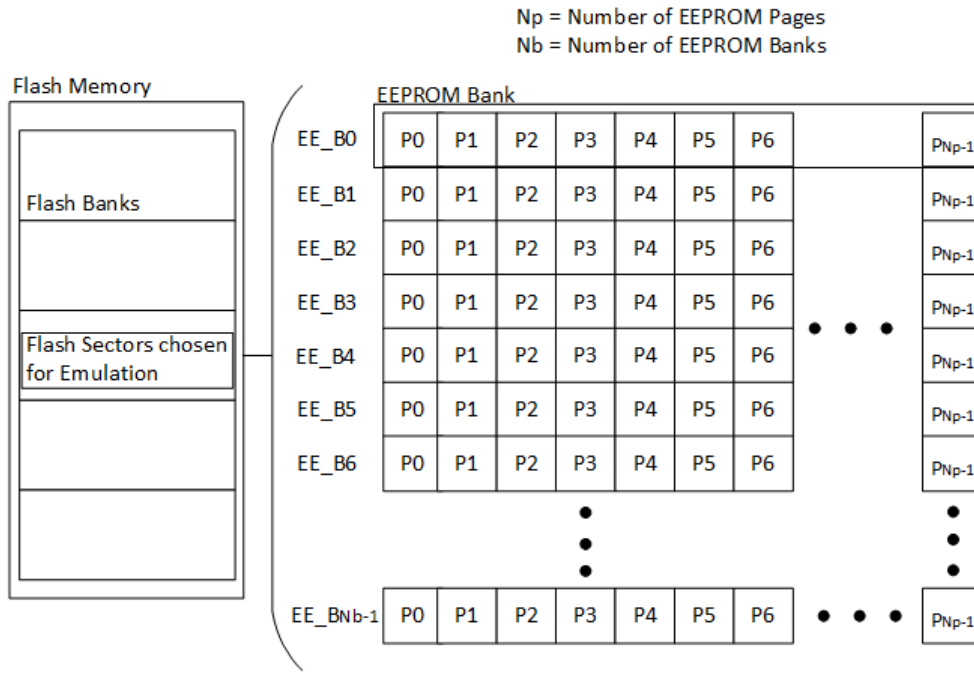 Np = Number of EEPROM Pages
Nb = Number of EEPROM Banks
Flash Memory
EEPROM Bank
Flash Banks
Flash Sectors chosen
for Emulation
EE_B0 P0 P1 P2 P3 P4 P5 P6 PNp-1
EE_B1 P0 P1 P2 P3 P4 P5 P6 PNp-1
EE_B2 P0 P1 P2 P3 P4 P5 P6 PNp-1
EE_B3 P0 P1 P2 P3 P4 P5 P6 PNp-1
EE_B4 P0 P1 P2 P3 P4 P5 P6 PNp-1
EE_B5 P0 P1 P2 P3 P4 P5 P6 PNp-1
EE_B6 P0 P1 P2 P3 P4 P5 P6 PNp-1
EE_BNb-1 P0 P1 P2 P3 P4 P5 P6 PNp-1